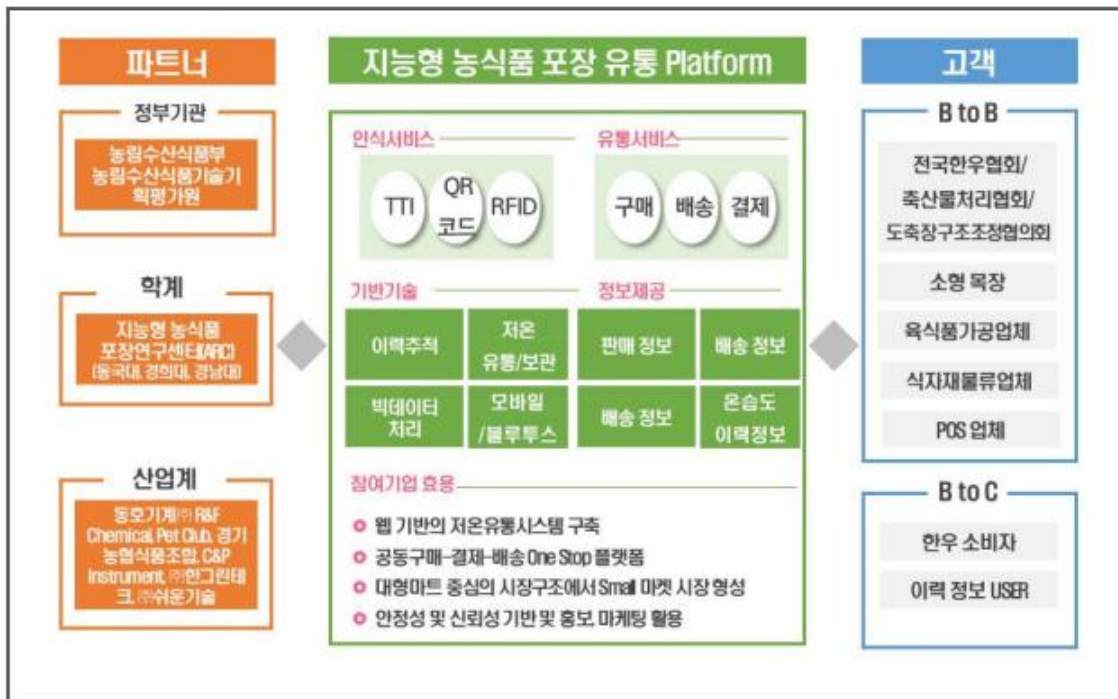 파트너
정부기관
농림수산식품부
농림수산식품기술기
획평가원
학계
지능형 농식품
포장연구센터(ARC)
(동국대, 경희대, 경남대)
산업계
동호기계㈜ R&F
Chemical, Pet Club, 경기
농협식품조합, C&P
Instrument, ㈜한그린테
크, ㈜쉬운기술
지능형 농식품 포장 유통 Platform
인식서비스
TTI
QR
코드
RFID
유통서비스
구매
배송
결제
기반기술
이력추적
저온
유통/보관
빅데이터
처리
모바일
/블루투스
정보제공
판매 정보
배송 정보
배송 정보
온습도
이력정보
참여기업 효용
웹 기반의 저온유통시스템 구축
공동구매-결제-배송 One Stop 플랫폼
대형마트 중심의 시장구조에서 Small 마켓 시장 형성
안정성 및 신뢰성 기반 및 홍보, 마케팅 활용
고객
B to B
전국한우협회/
축산물처리협회/
도축장구조조정협의회
소형 목장
육식품가공업체
식자재물류업체
POS 업체
B to C
한우 소비자
이력 정보 USER